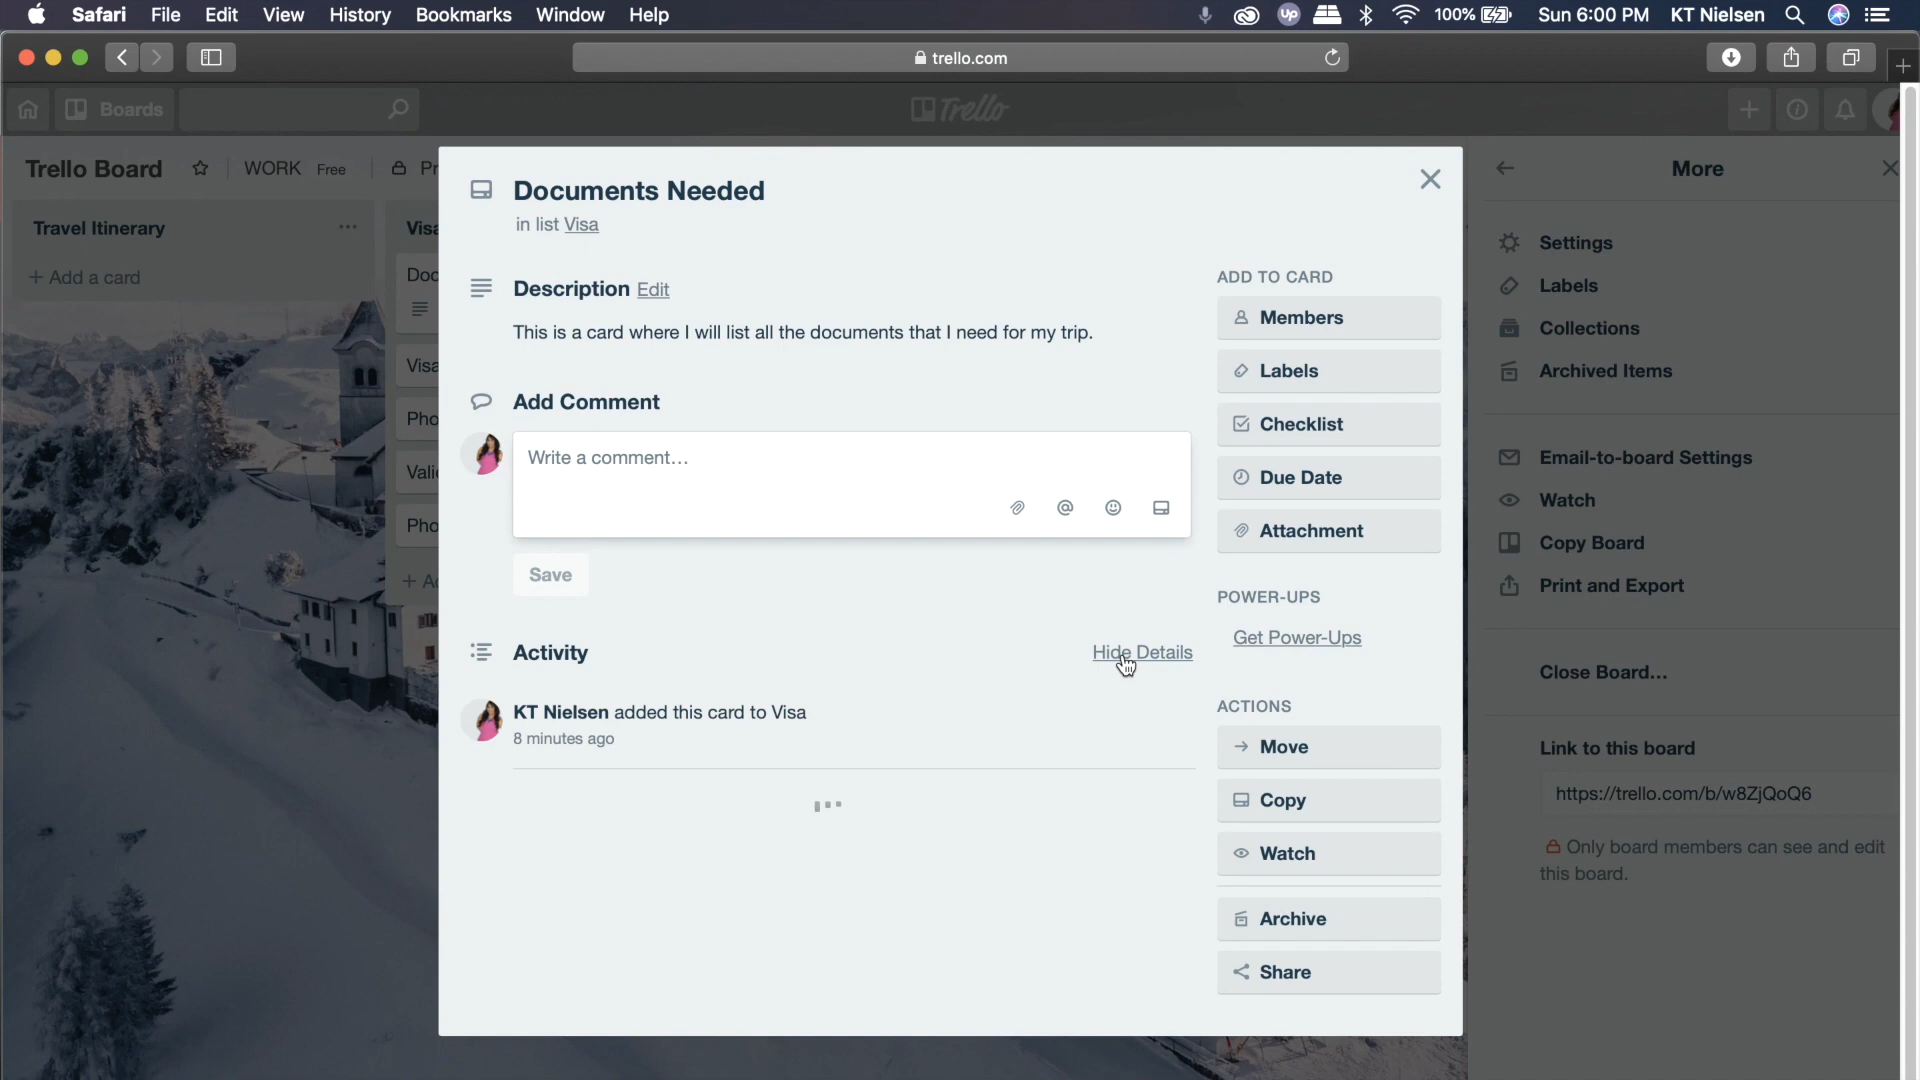 Safari File Edit View History Bookmarks Window Help
Up 100% Sun 6:00 PM KT Nielsen
trello.com
Boards
Trello
Trello Board WORK Free
Travel Itinerary
+ Add a card
Documents Needed
in list Visa
Description Edit
This is a card where I will list all the documents that I need for my trip.
Add Comment
Write a comment...
Save
Activity Hide Details
KT Nielsen added this card to Visa
8 minutes ago
ADD TO CARD
Members
Labels
Checklist
Due Date
Attachment
POWER-UPS
Get Power-Ups
ACTIONS
Move
Copy
Watch
Archive
Share
More
Settings
Labels
Collections
Archived Items
Email-to-board Settings
Watch
Copy Board
Print and Export
Close Board...
Link to this board
https://trello.com/b/w8ZjQoQ6
Only board members can see and edit
this board.